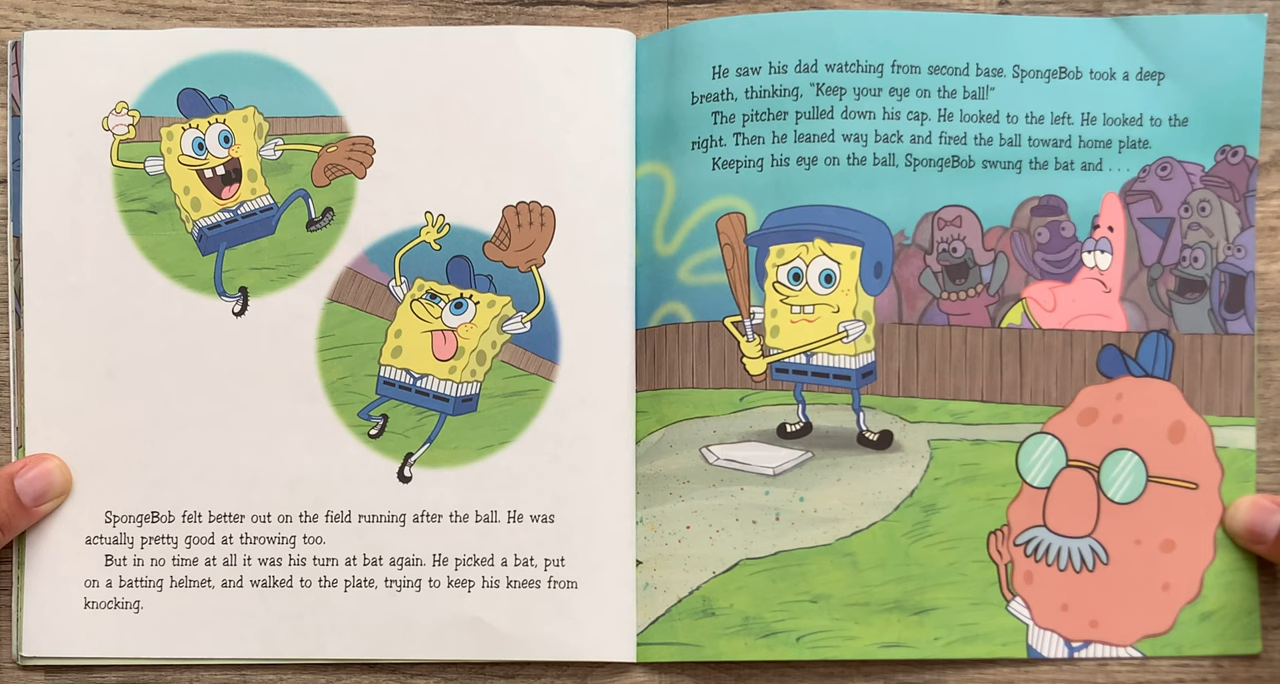 SpongeBob felt better out on the field running after the ball. He was
actually pretty good at throwing too.
But in no time at all it was his turn at bat again. He picked a bat, put
on a batting helmet, and walked to the plate, trying to keep his knees from
knocking.
He saw his dad watching from second base. SpongeBob took a deep
breath, thinking, "Keep your eye on the ball!"
The pitcher pulled down his cap. He looked to the left. He looked to the
right. Then he leaned way back and fired the ball toward home plate.
Keeping his eye on the ball, SpongeBob swung the bat and . . .